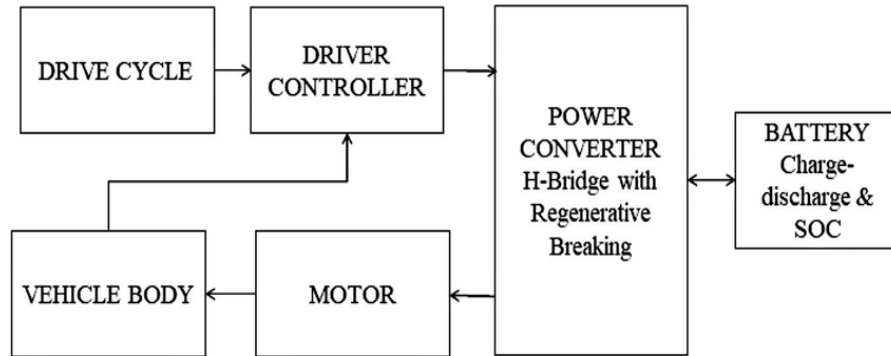 DRIVE CYCLE
DRIVER
CONTROLLER
POWER
CONVERTER
H-Bridge with
Regenerative
Breaking
BATTERY
Charge-
discharge &
SOC
VEHICLE BODY
MOTOR